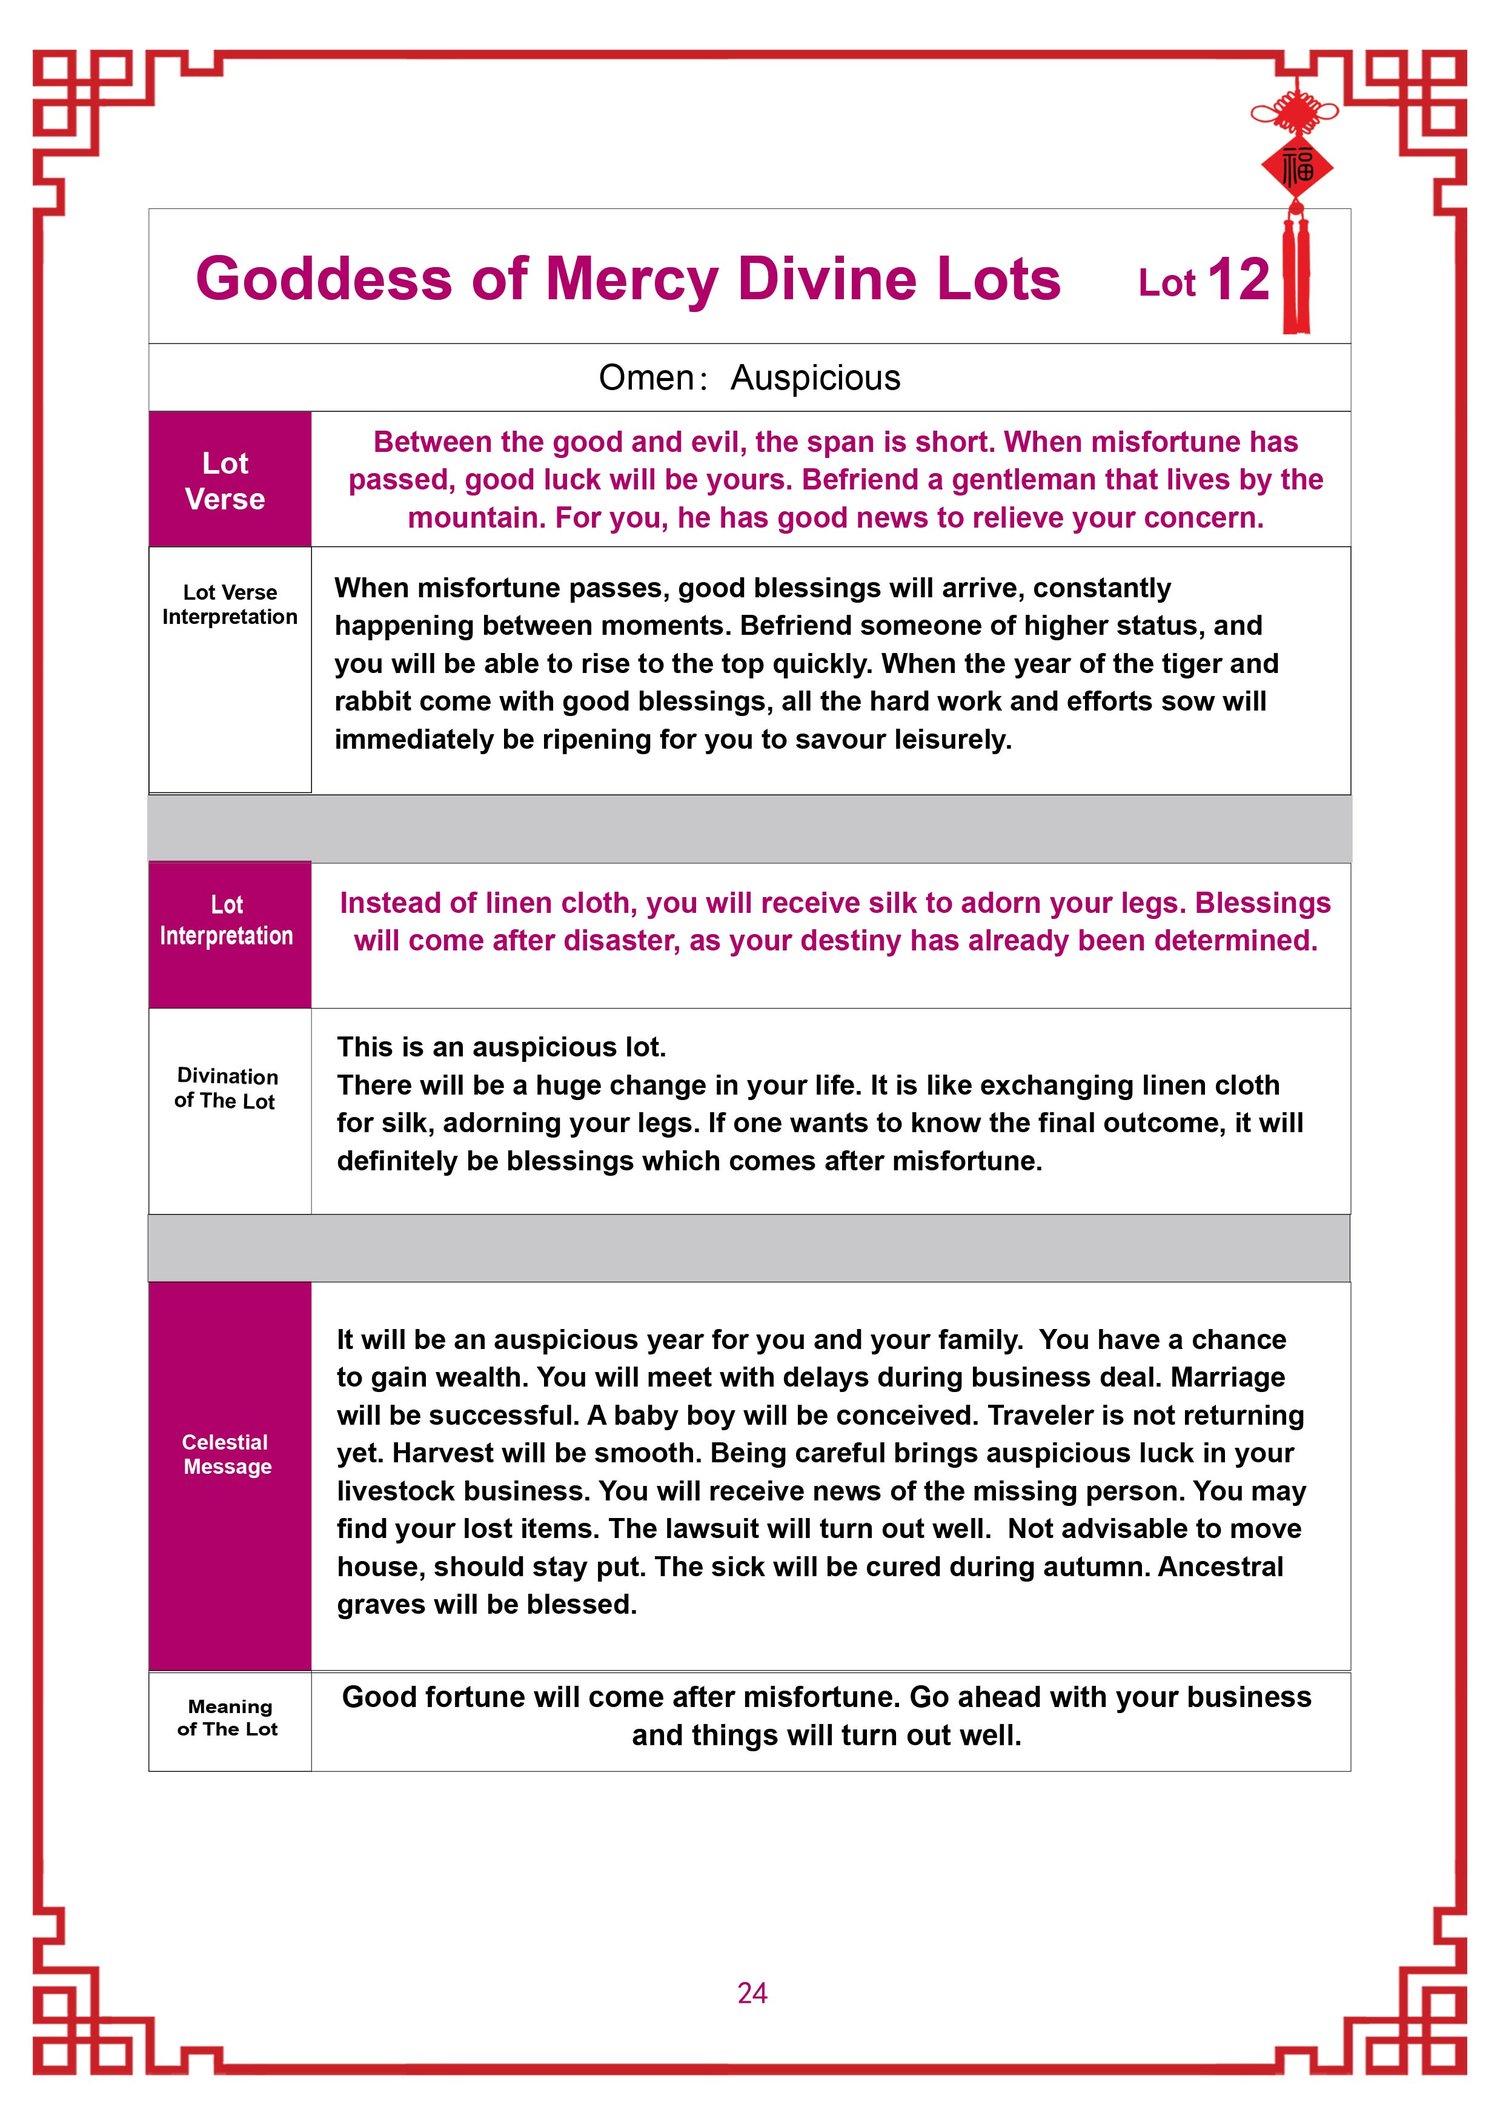 福
Goddess of Mercy Divine Lots Lot 12
Omen： Auspicious
Lot
Verse
Between the good and evil, the span is short. When misfortune has
passed, good luck will be yours. Befriend a gentleman that lives by the
mountain. For you, he has good news to relieve your concern.
Lot Verse
Interpretation
When misfortune passes, good blessings will arrive, constantly
happening between moments. Befriend someone of higher status, and
you will be able to rise to the top quickly. When the year of the tiger and
rabbit come with good blessings, all the hard work and efforts sow will
immediately be ripening for you to savour leisurely.
Lot
Interpretation
Instead of linen cloth, you will receive silk to adorn your legs. Blessings
will come after disaster, as your destiny has already been determined.
Divination
of The Lot
This is an auspicious lot.
There will be a huge change in your life. It is like exchanging linen cloth
for silk, adorning your legs. If one wants to know the final outcome, it will
definitely be blessings which comes after misfortune.
Celestial
Message
It will be an auspicious year for you and your family.  You have a chance
to gain wealth. You will meet with delays during business deal. Marriage
will be successful. A baby boy will be conceived. Traveler is not returning
yet. Harvest will be smooth. Being careful brings auspicious luck in your
livestock business. You will receive news of the missing person. You may
find your lost items. The lawsuit will turn out well.  Not advisable to move
house, should stay put. The sick will be cured during autumn. Ancestral
graves will be blessed.
Meaning
of The Lot
Good fortune will come after misfortune. Go ahead with your business
and things will turn out well.
24